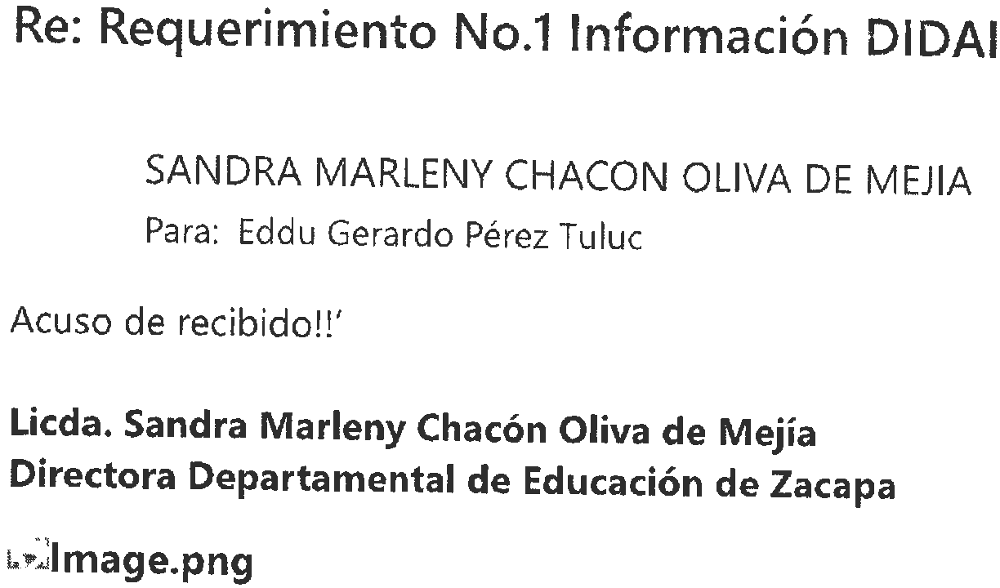 Re: Requerimiento No.1 Información DIDAI
SANDRA MARLENY CHACON OLIVA DE MEJIA
Para: Eddu Gerardo Pérez Tuluc
Acuso de recibido!!'
Licda. Sandra Marleny Chacón Oliva de Mejía
Directora Departamental de Educación de Zacapa
Image.png